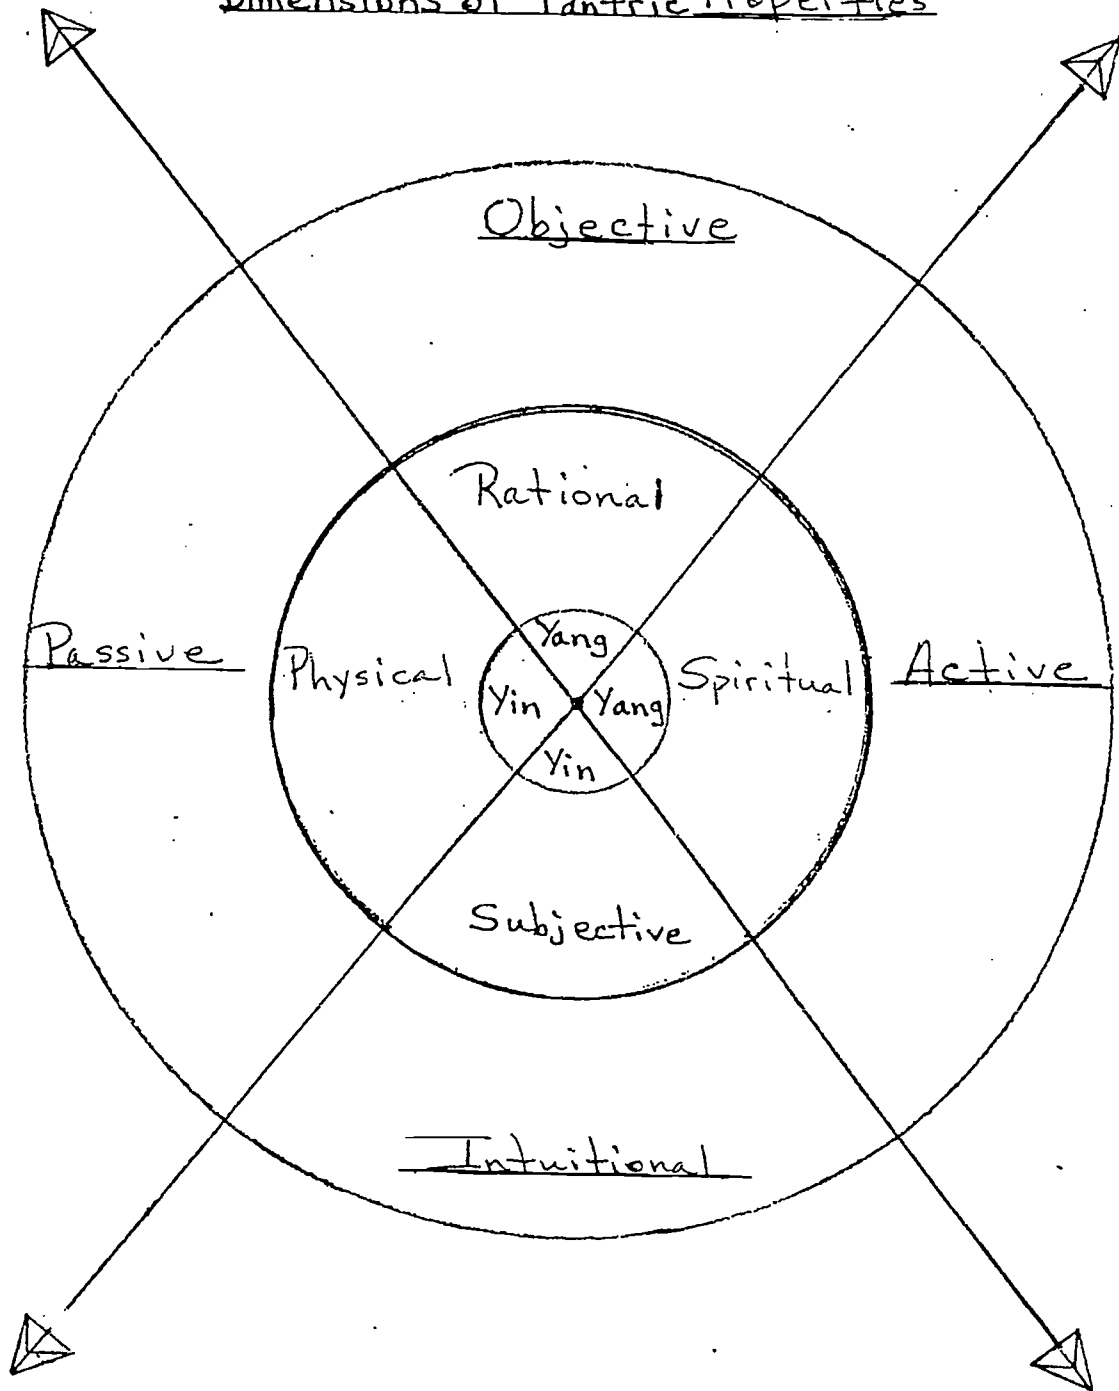 Dimensions of Tantric Properties
Objective
Rational
Yang
Passive
Physical
Yin
Yang
Spiritual
Active
Yin
Subjective
Intuitional